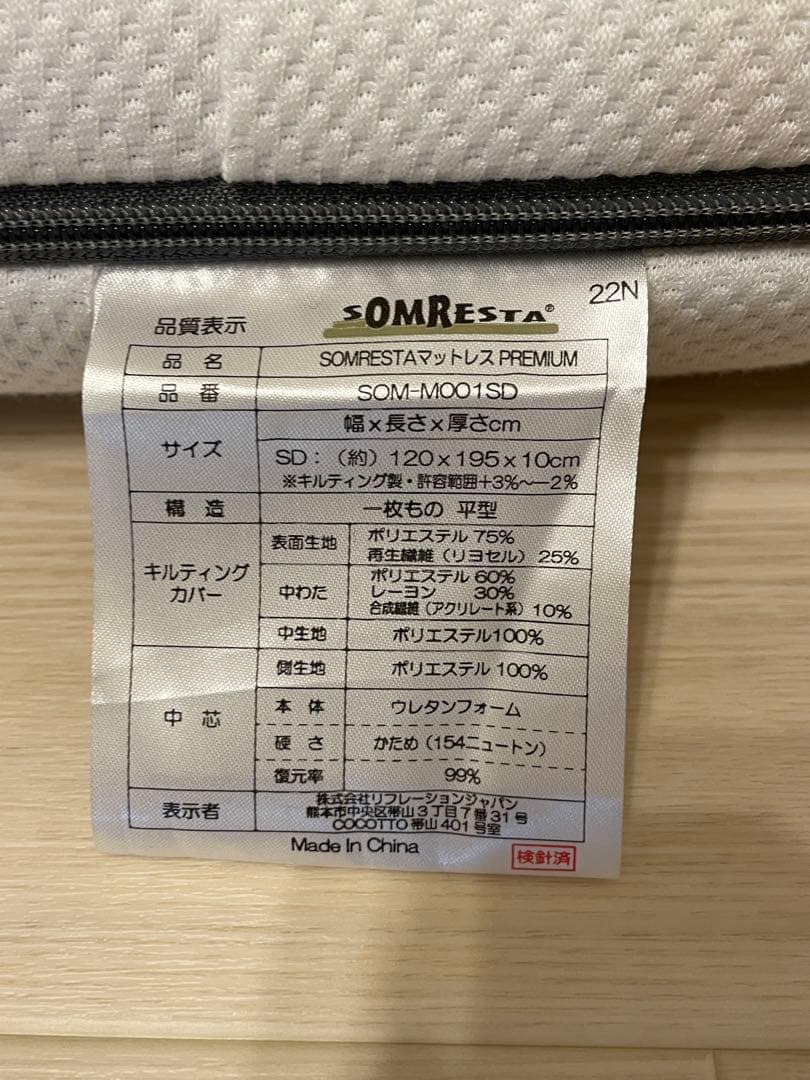 22N
品質表示 SOMRESTA®
品名 SOMRESTAマットレス PREMIUM
品番 SOM-M001SD
サイズ 幅x長さx厚さcm
SD：（約）120x195x10cm
※キルティング製・許容範囲+3%〜−2%
構造 一枚もの 平型
キルティングカバー 表面生地 ポリエステル 75%
再生繊維（リヨセル）25%
中わた ポリエステル 60%
レーヨン 30%
合成繊維（アクリレート系）10%
中生地 ポリエステル100%
中芯 側生地 ポリエステル 100%
本体 ウレタンフォーム
硬さ かため（154ニュートン）
復元率 99%
表示者 株式会社リフレーションジャパン
熊本市中央区帯山3丁目7番31号
COCOTTO帯山401号室
Made In China
検針済